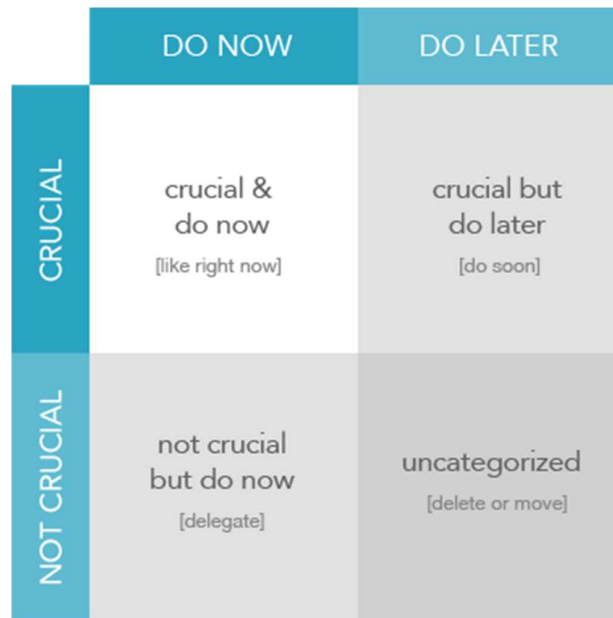 DO NOW
DO LATER
CRUCIAL
crucial &
do now
[like right now]
crucial but
do later
[do soon]
NOT CRUCIAL
not crucial
but do now
[delegate]
uncategorized
[delete or move]